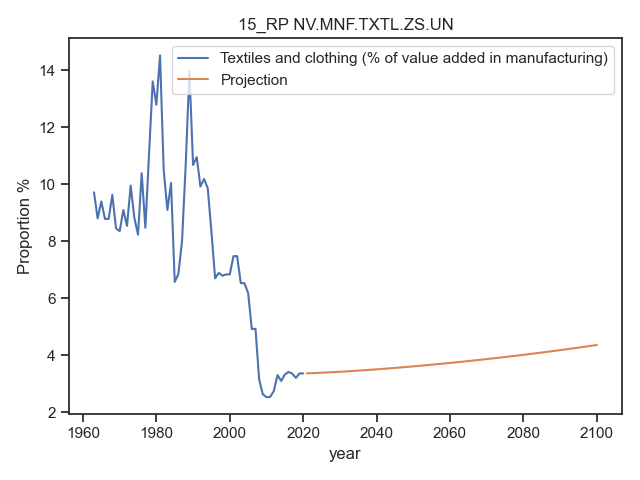 15_RP NV.MNF.TXTL.ZS.UN
Textiles and clothing (% of value added in manufacturing)
Projection
Proportion %
14
12
10
8
6
4
2
1960 1980 2000 2020 2040 2060 2080 2100
year